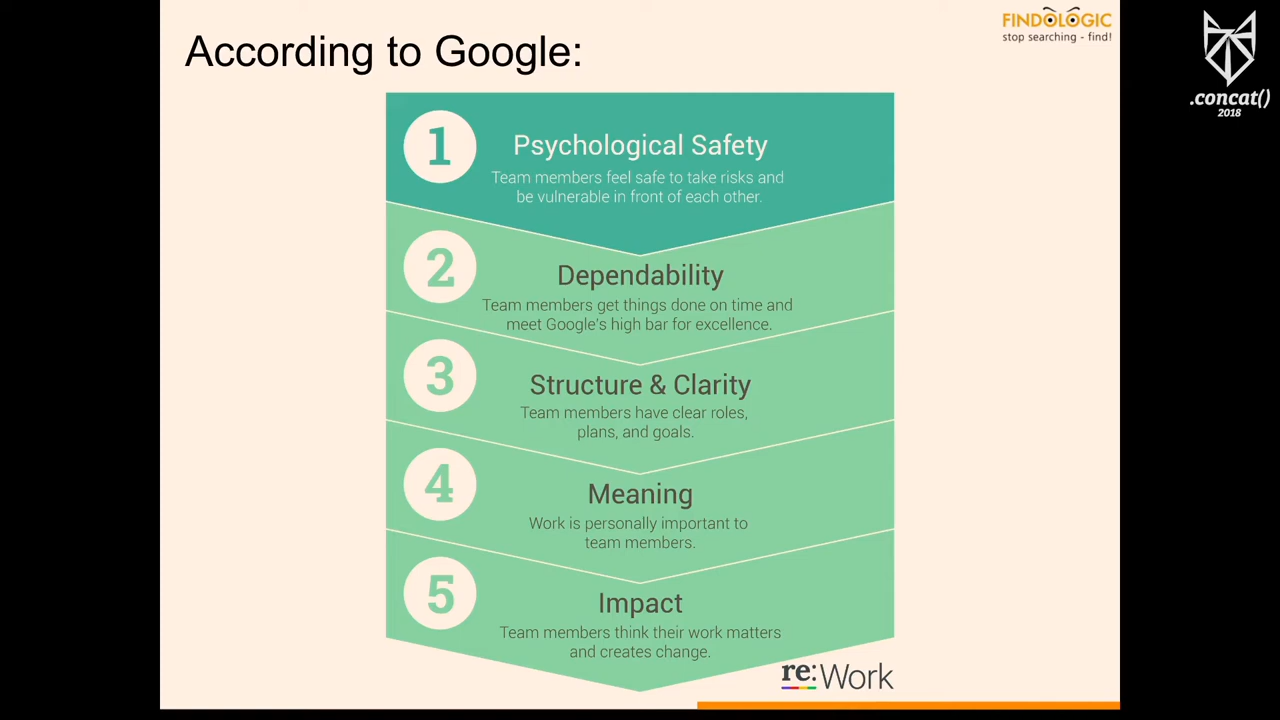 According to Google:
FINDOLOGIC
stop searching - find!
.concat()
2018
1
Psychological Safety
Team members feel safe to take risks and
be vulnerable in front of each other.
2
Dependability
Team members get things done on time and
meet Google's high bar for excellence.
3
Structure & Clarity
Team members have clear roles,
plans, and goals.
4
Meaning
Work is personally important to
team members.
5
Impact
Team members think their work matters
and creates change.
re:Work